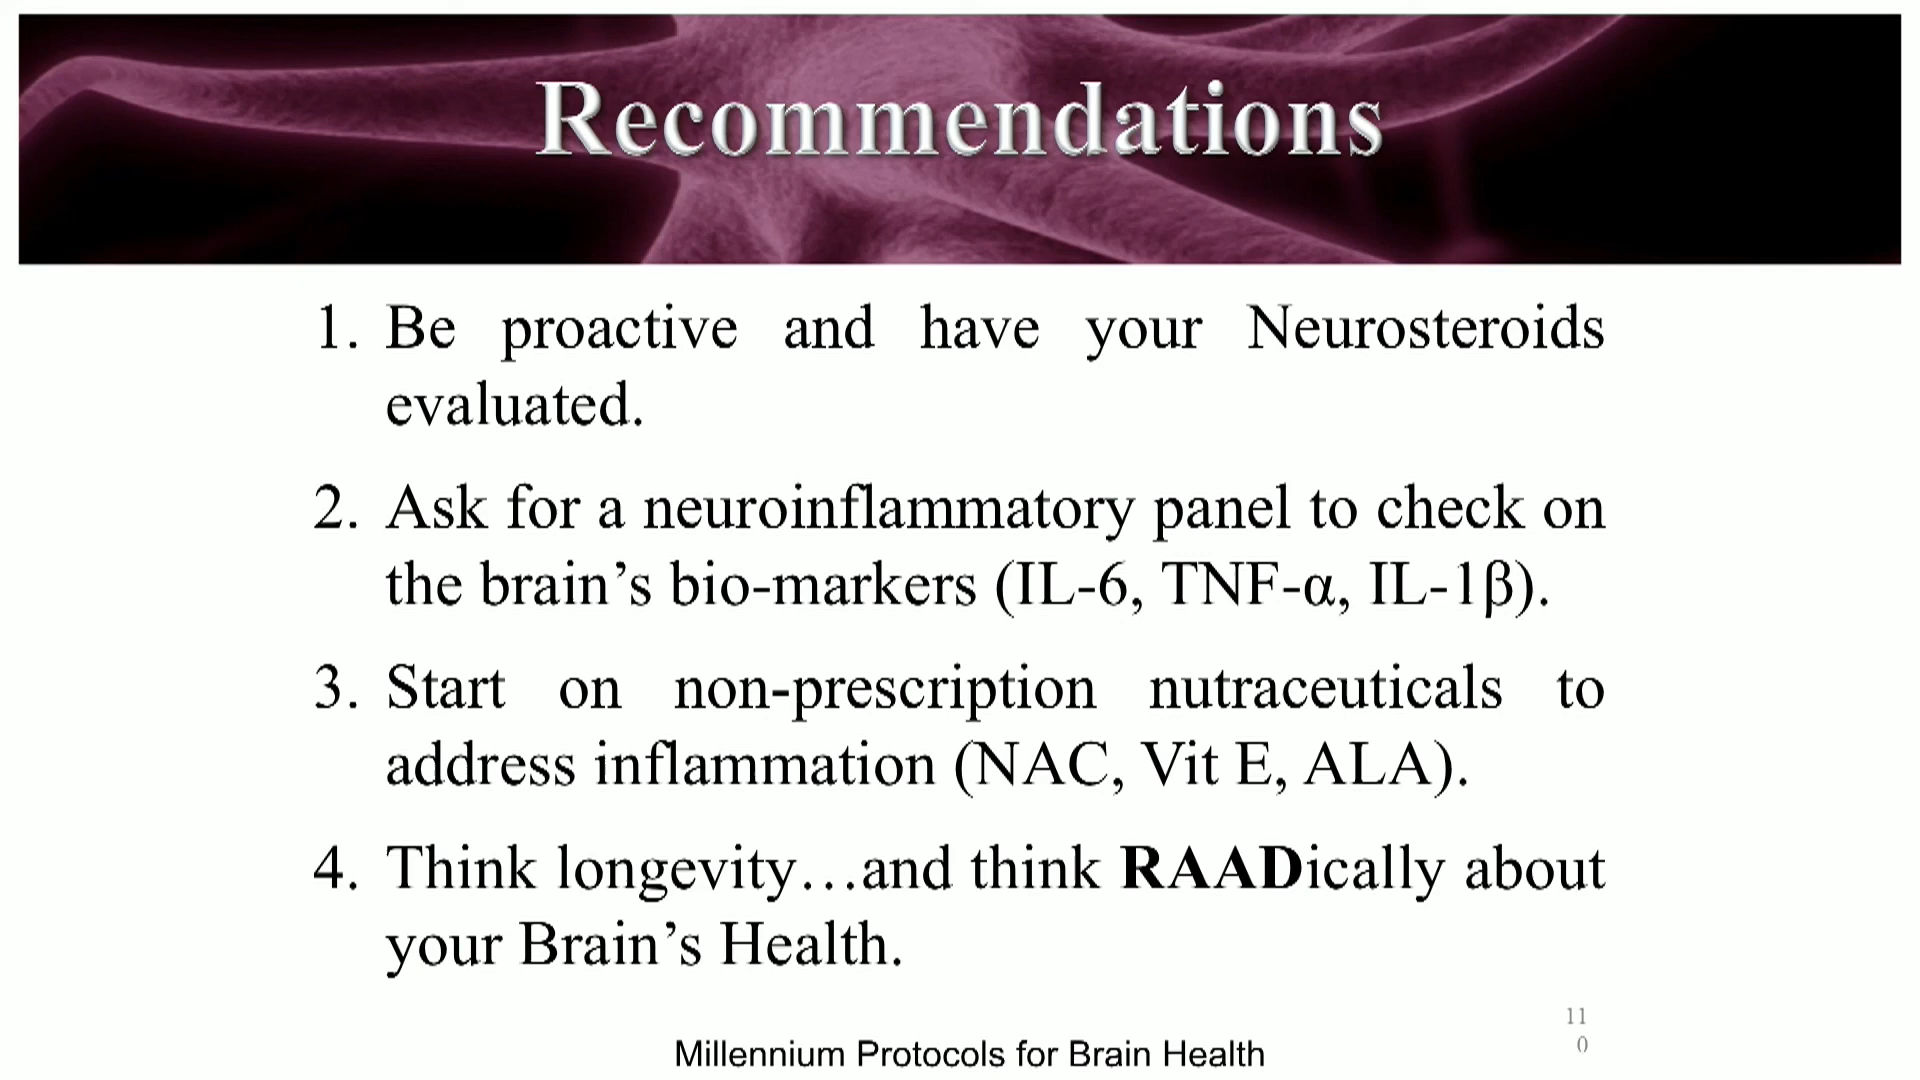 Recommendations
1. Be proactive and have your Neurosteroids
evaluated.
2. Ask for a neuroinflammatory panel to check on
the brain’s bio-markers (IL-6, TNF-α, IL-1β).
3. Start on non-prescription nutraceuticals to
address inflammation (NAC, Vit E, ALA).
4. Think longevity…and think RAADically about
your Brain’s Health.
11
0
Millennium Protocols for Brain Health